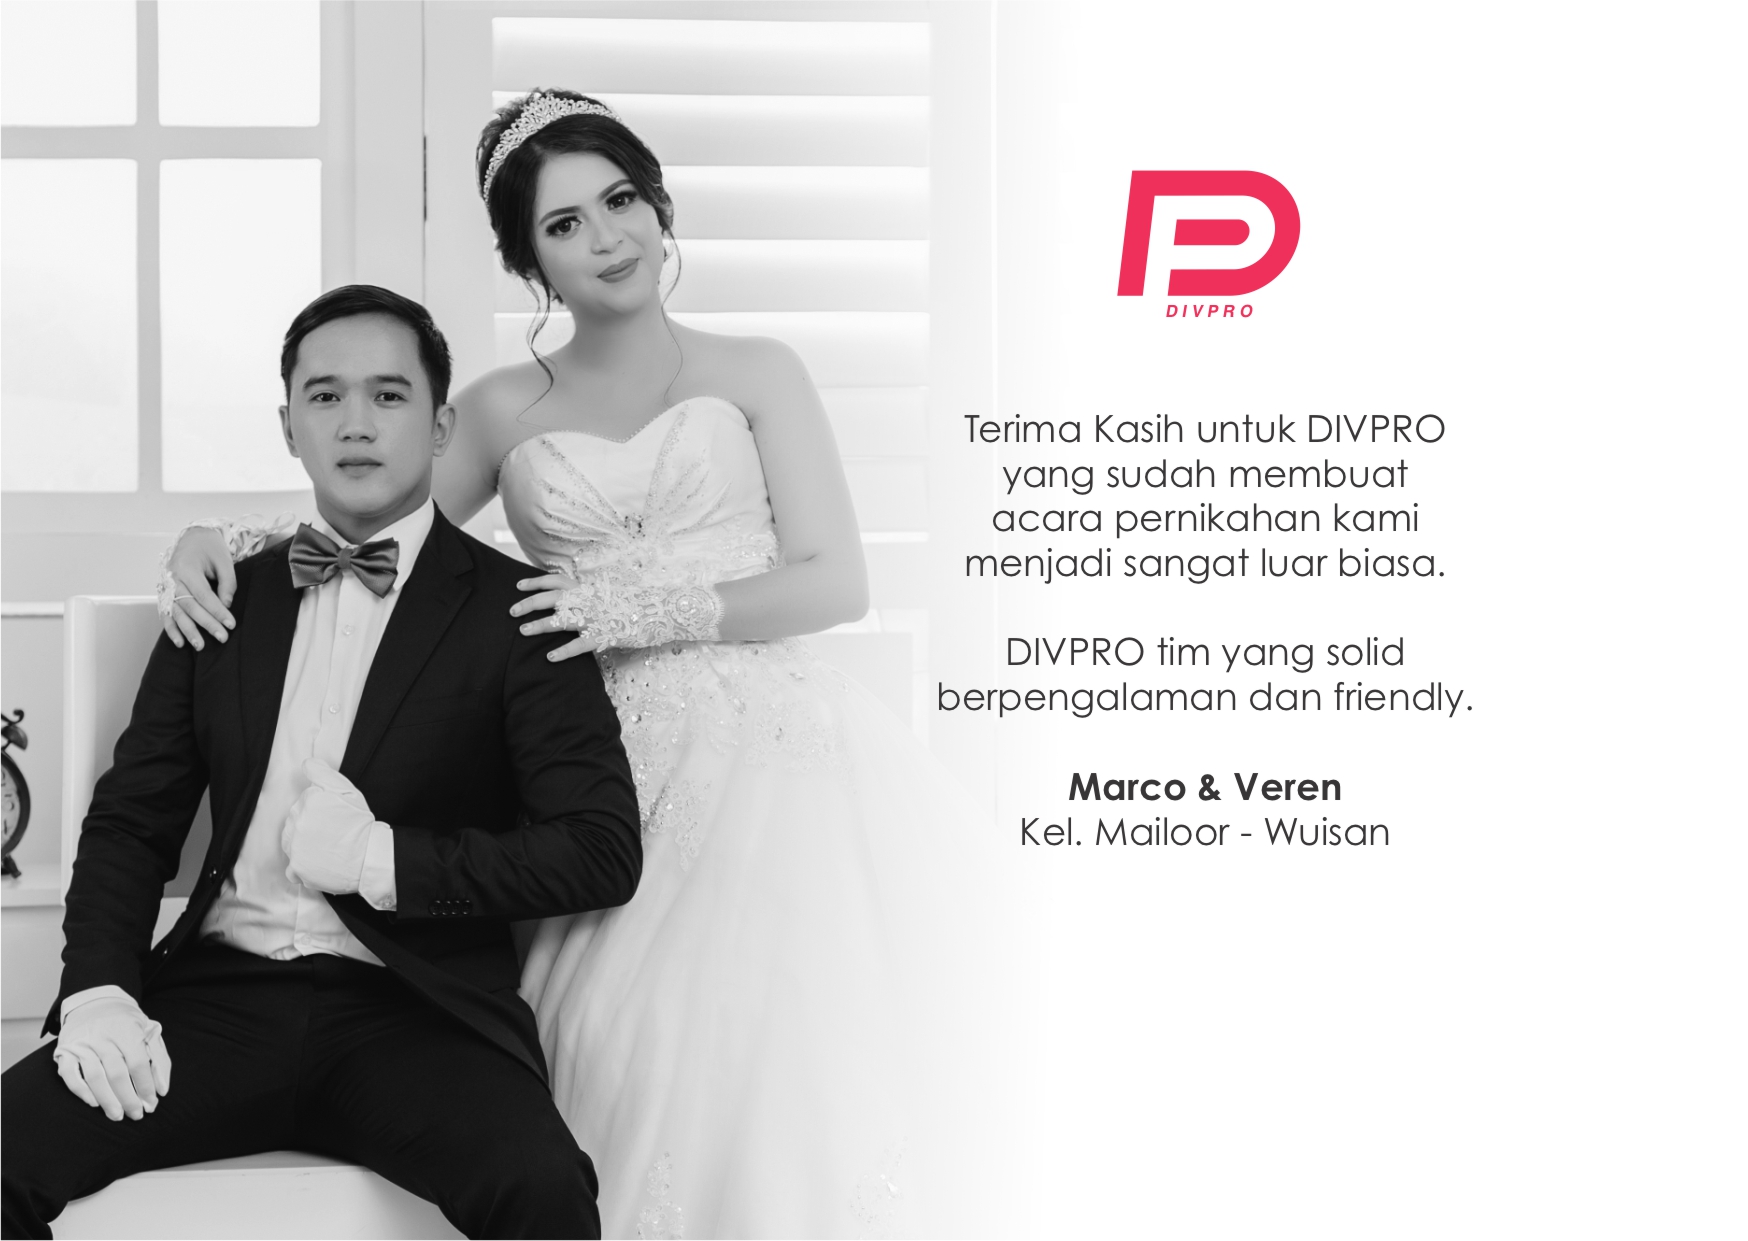 DIVPRO
Terima Kasih untuk DIVPRO
yang sudah membuat
acara pernikahan kami
menjadi sangat luar biasa.
DIVPRO tim yang solid
berpengalaman dan friendly.
Marco & Veren
Kel. Mailoor - Wuisan